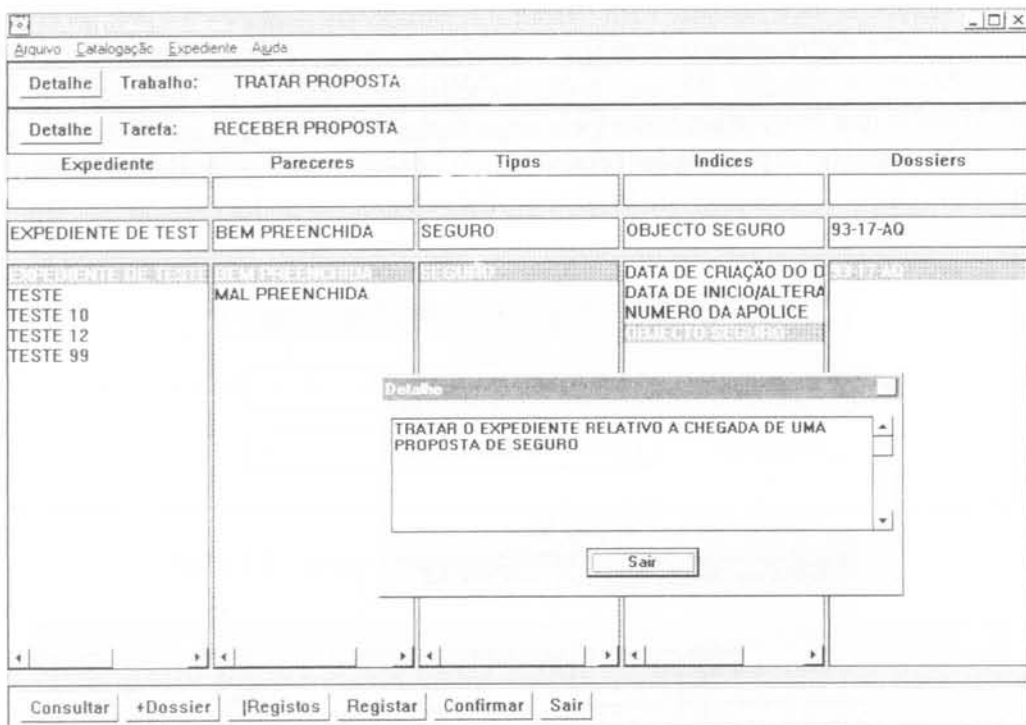 Arquivo Catalogação Expediente Ajuda
Detalhe Trabalho: TRATAR PROPOSTA
Detalhe Tarefa: RECEBER PROPOSTA
Expediente Pareceres Tipos Indices Dossiers
EXPEDIENTE DE TEST BEM PREENCHIDA SEGURO OBJECTO SEGURO 93-17-AQ
EXPEDIENTE DE TESTE BEM PREENCHIDA SEGURO DATA DE CRIAÇÃO DO D 93-17-AQ
TESTE MAL PREENCHIDA DATA DE INICIO/ALTERA
TESTE 10 NUMERO DA APOLICE
TESTE 12 OBJECTO SEGURO
TESTE 99
Detalhe
TRATAR O EXPEDIENTE RELATIVO A CHEGADA DE UMA
PROPOSTA DE SEGURO
Sair
Consultar +Dossier |Registos Registar Confirmar Sair